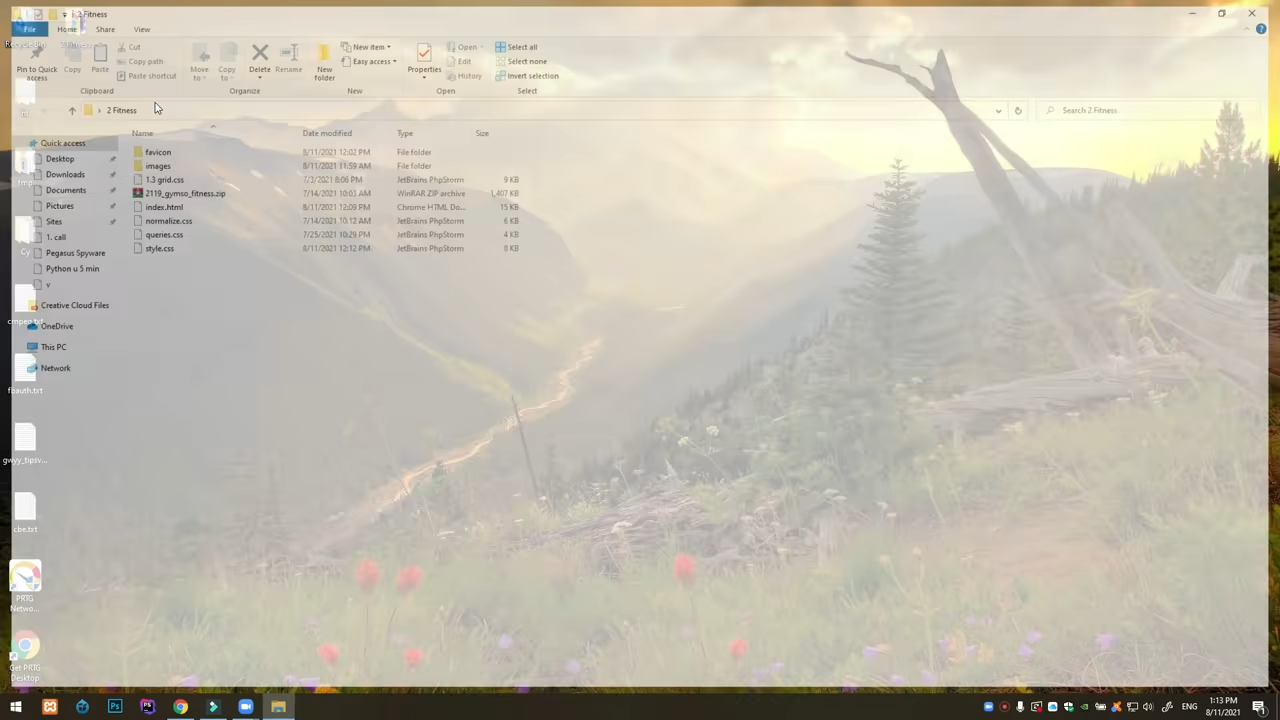 2 Fitness
File Home Share View
Recycle Bin
Pin to Quick access
Copy
Paste
Cut
Copy path
Paste shortcut
Clipboard
Move to
Copy to
Delete
Rename
Organize
New folder
New item
Easy access
New
Properties
Open
Edit
History
Open
Select all
Select none
Invert selection
Select
2 Fitness
Search 2 Fitness
Name Date modified Type Size
favicon 8/11/2021 12:02 PM File folder
images 8/11/2021 11:59 AM File folder
1.3 grid.css 7/3/2021 8:06 PM JetBrains PhpStorm 9 KB
2119_gymso_fitness.zip 7/14/2021 10:03 AM WinRAR ZIP archive 1,407 KB
index.html 8/11/2021 12:09 PM Chrome HTML Do... 15 KB
normalize.css 7/14/2021 10:12 AM JetBrains PhpStorm 6 KB
queries.css 7/25/2021 10:29 PM JetBrains PhpStorm 4 KB
style.css 8/11/2021 12:12 PM JetBrains PhpStorm 8 KB
Quick access
Desktop
Downloads
Documents
Pictures
Sites
1. call
Pegasus Spyware
Python u 5 min
v
Creative Cloud Files
OneDrive
This PC
Network
fbauth.txt
gwyy_tipsv...
cbe.txt
PRTG Netwo...
Get PRTG Desktop
ENG
1:13 PM
8/11/2021